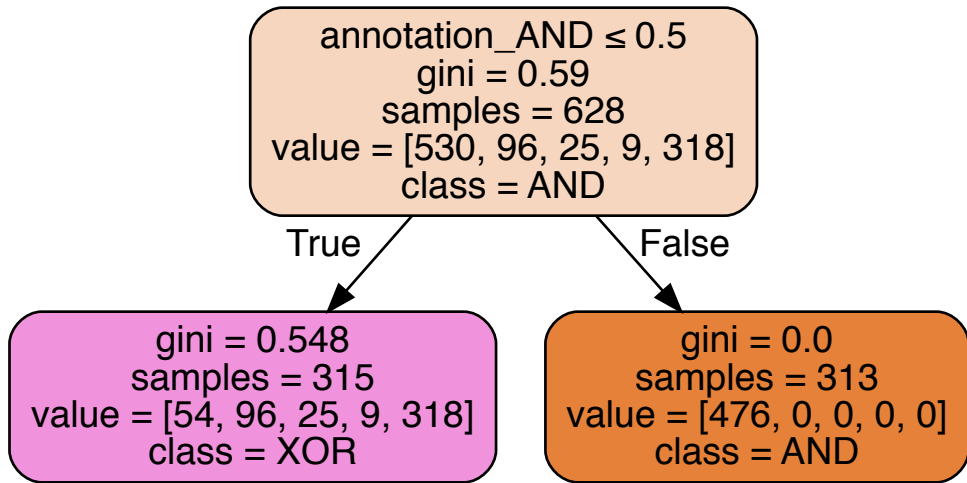 annotation_AND ≤ 0.5
gini = 0.59
samples = 628
value = [530, 96, 25, 9, 318]
class = AND
True
False
gini = 0.548
samples = 315
value = [54, 96, 25, 9, 318]
class = XOR
gini = 0.0
samples = 313
value = [476, 0, 0, 0, 0]
class = AND